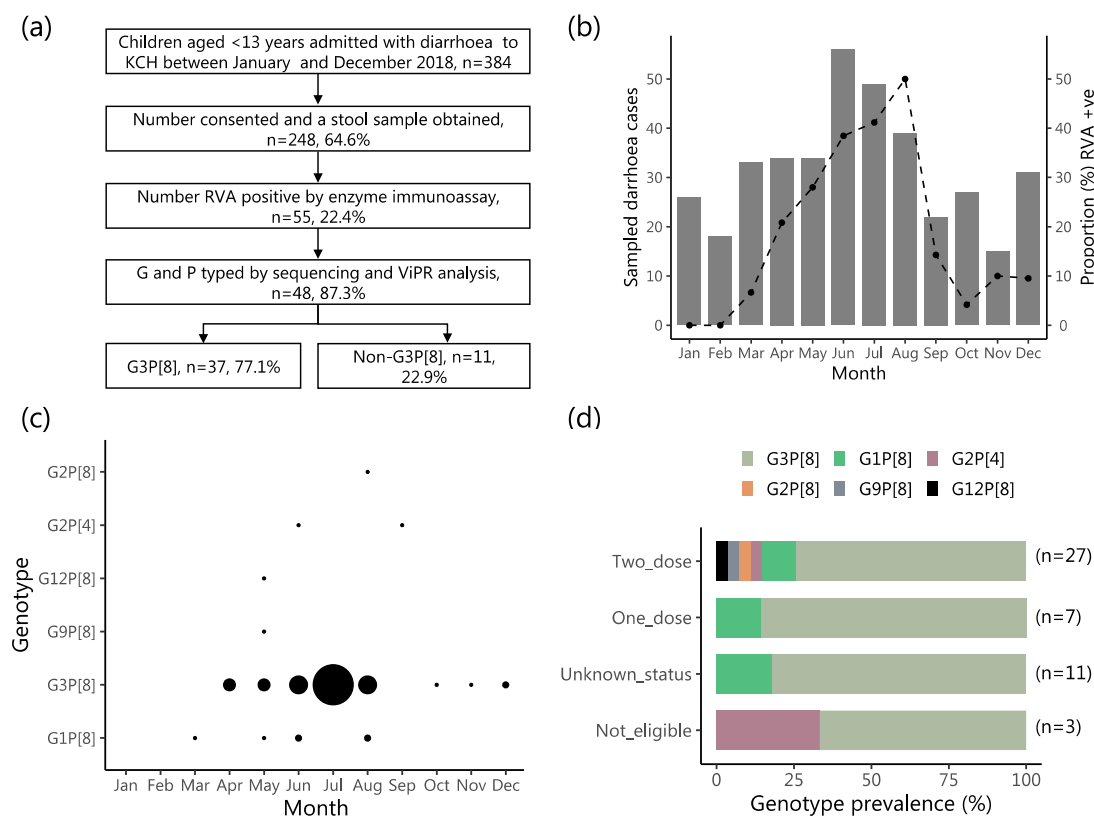 (a)
Children aged <13 years admitted with diarrhoea to
KCH between January and December 2018, n=384
Number consented and a stool sample obtained,
n=248, 64.6%
Number RVA positive by enzyme immunoassay,
n=55, 22.4%
G and P typed by sequencing and ViPR analysis,
n=48, 87.3%
G3P[8], n=37, 77.1%
Non-G3P[8], n=11,
22.9%
(b)
Sampled darrhoea cases
50
40
30
20
10
0
50
40
30
20
10
0
Proportion (%) RVA +ve
Jan Feb Mar Apr May Jun Jul Aug Sep Oct Nov Dec
Month
(c)
Genotype
G2P[8]
G2P[4]
G12P[8]
G9P[8]
G3P[8]
G1P[8]
Jan Feb Mar Apr May Jun Jul Aug Sep Oct Nov Dec
Month
(d)
G3P[8] G1P[8] G2P[4]
G2P[8] G9P[8] G12P[8]
Two_dose (n=27)
One_dose (n=7)
Unknown_status (n=11)
Not_eligible (n=3)
0 25 50 75 100
Genotype prevalence (%)